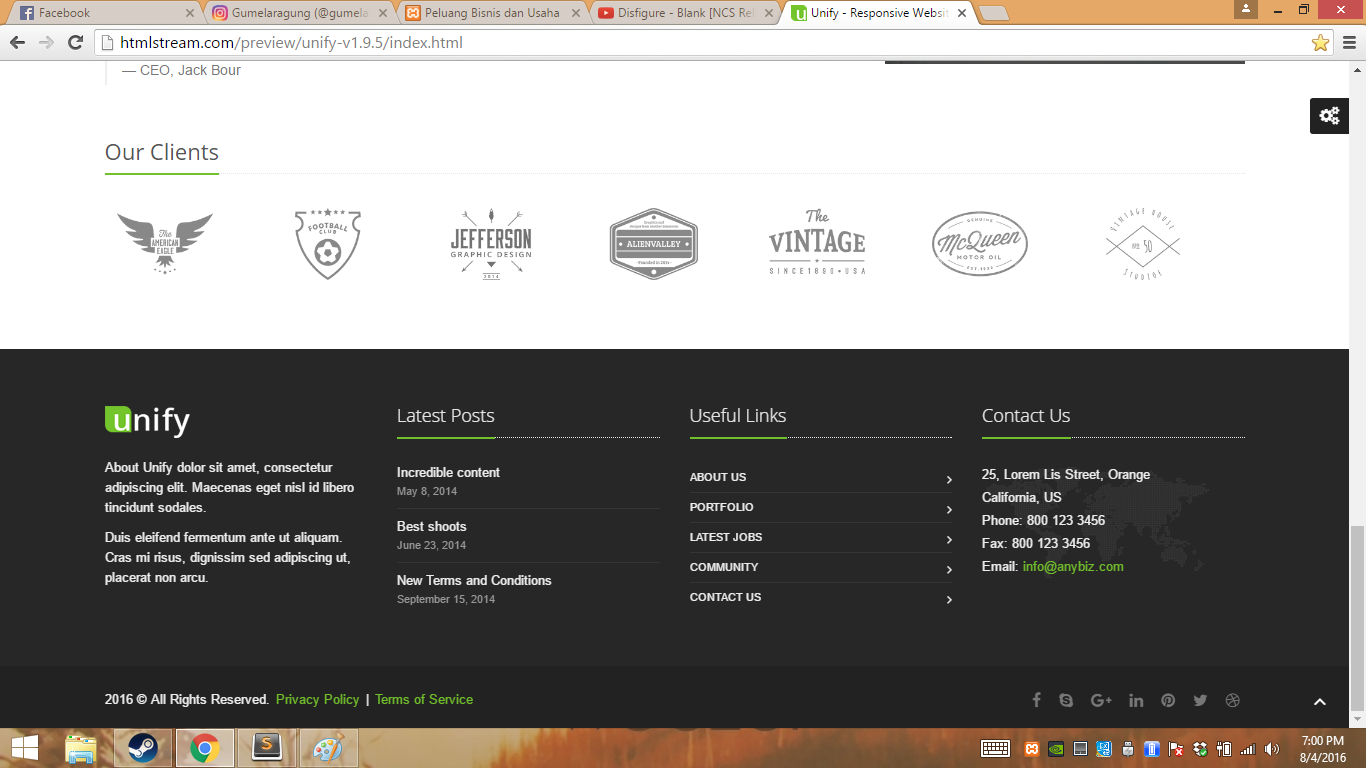 Facebook
Gumelaragung (@gumela
Peluang Bisnis dan Usaha
Disfigure - Blank [NCS Rel
Unify - Responsive Websit
htmlstream.com/preview/unify-v1.9.5/index.html
— CEO, Jack Bour
Our Clients
The
AMERICAN
EAGLE
FOOTBALL
CLUB
JEFFERSON
GRAPHIC DESIGN
2014
ALIENVALLEY
The
VINTAGE
SINCE 1896 • USA
GENUINE
McQueen
MOTOR OIL
VINTAGE HOUSE
NO. 50
STUDIOS
unify
About Unify dolor sit amet, consectetur
adipiscing elit. Maecenas eget nisl id libero
tincidunt sodales.
Duis eleifend fermentum ante ut aliquam.
Cras mi risus, dignissim sed adipiscing ut,
placerat non arcu.
Latest Posts
Incredible content
May 8, 2014
Best shoots
June 23, 2014
New Terms and Conditions
September 15, 2014
Useful Links
ABOUT US
PORTFOLIO
LATEST JOBS
COMMUNITY
CONTACT US
Contact Us
25, Lorem Lis Street, Orange
California, US
Phone: 800 123 3456
Fax: 800 123 3456
Email: info@anybiz.com
2016 © All Rights Reserved. Privacy Policy | Terms of Service
7:00 PM
8/4/2016